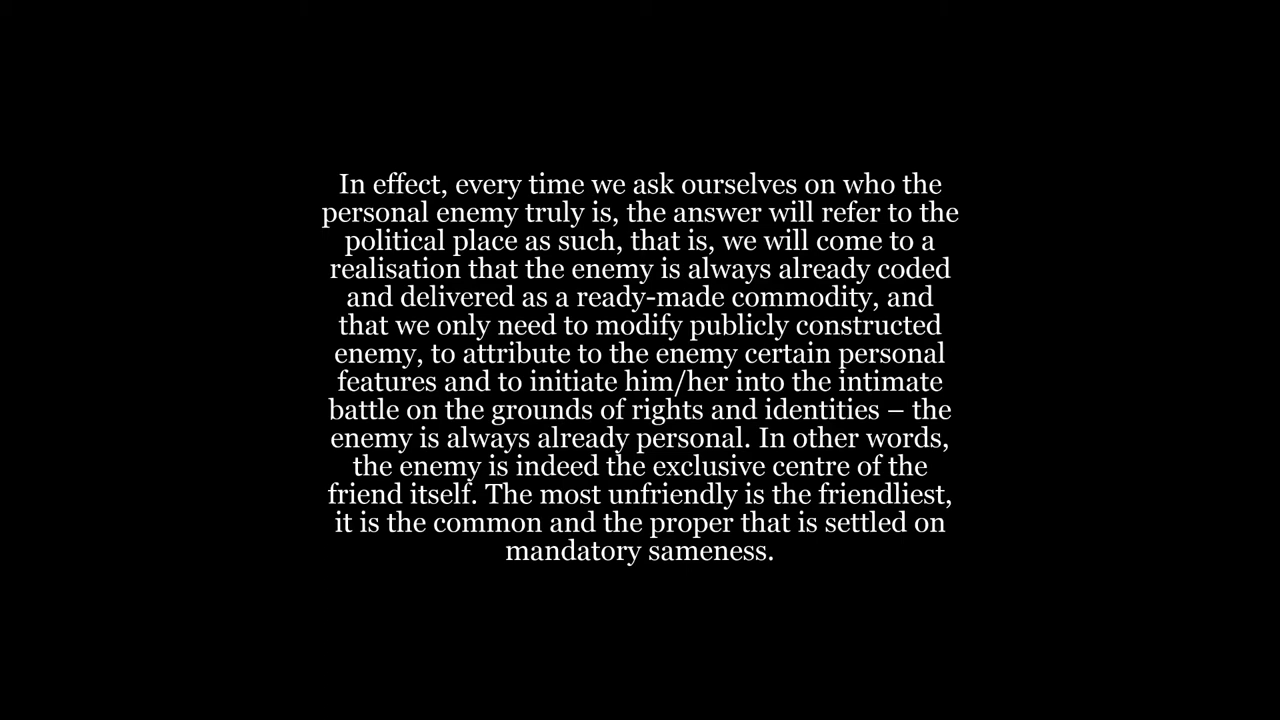 In effect, every time we ask ourselves on who the
personal enemy truly is, the answer will refer to the
political place as such, that is, we will come to a
realisation that the enemy is always already coded
and delivered as a ready-made commodity, and
that we only need to modify publicly constructed
enemy, to attribute to the enemy certain personal
features and to initiate him/her into the intimate
battle on the grounds of rights and identities – the
enemy is always already personal. In other words,
the enemy is indeed the exclusive centre of the
friend itself. The most unfriendly is the friendliest,
it is the common and the proper that is settled on
mandatory sameness.